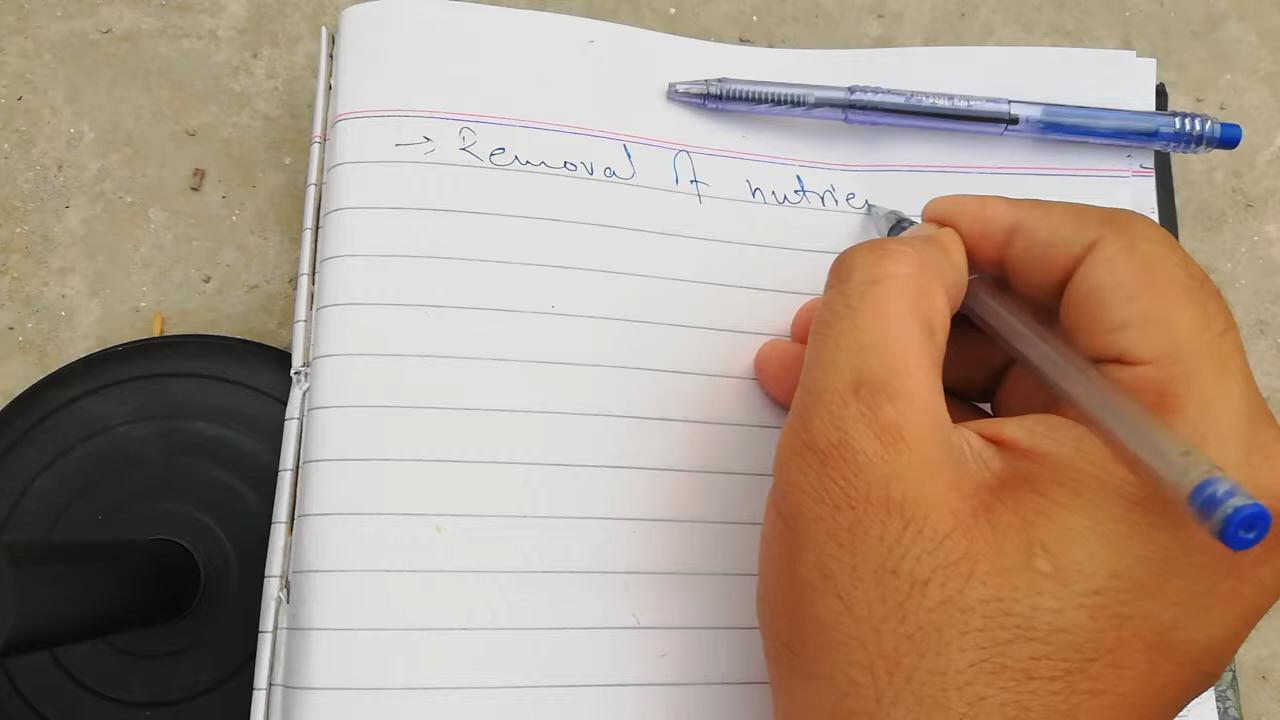 → Removal of nutrie